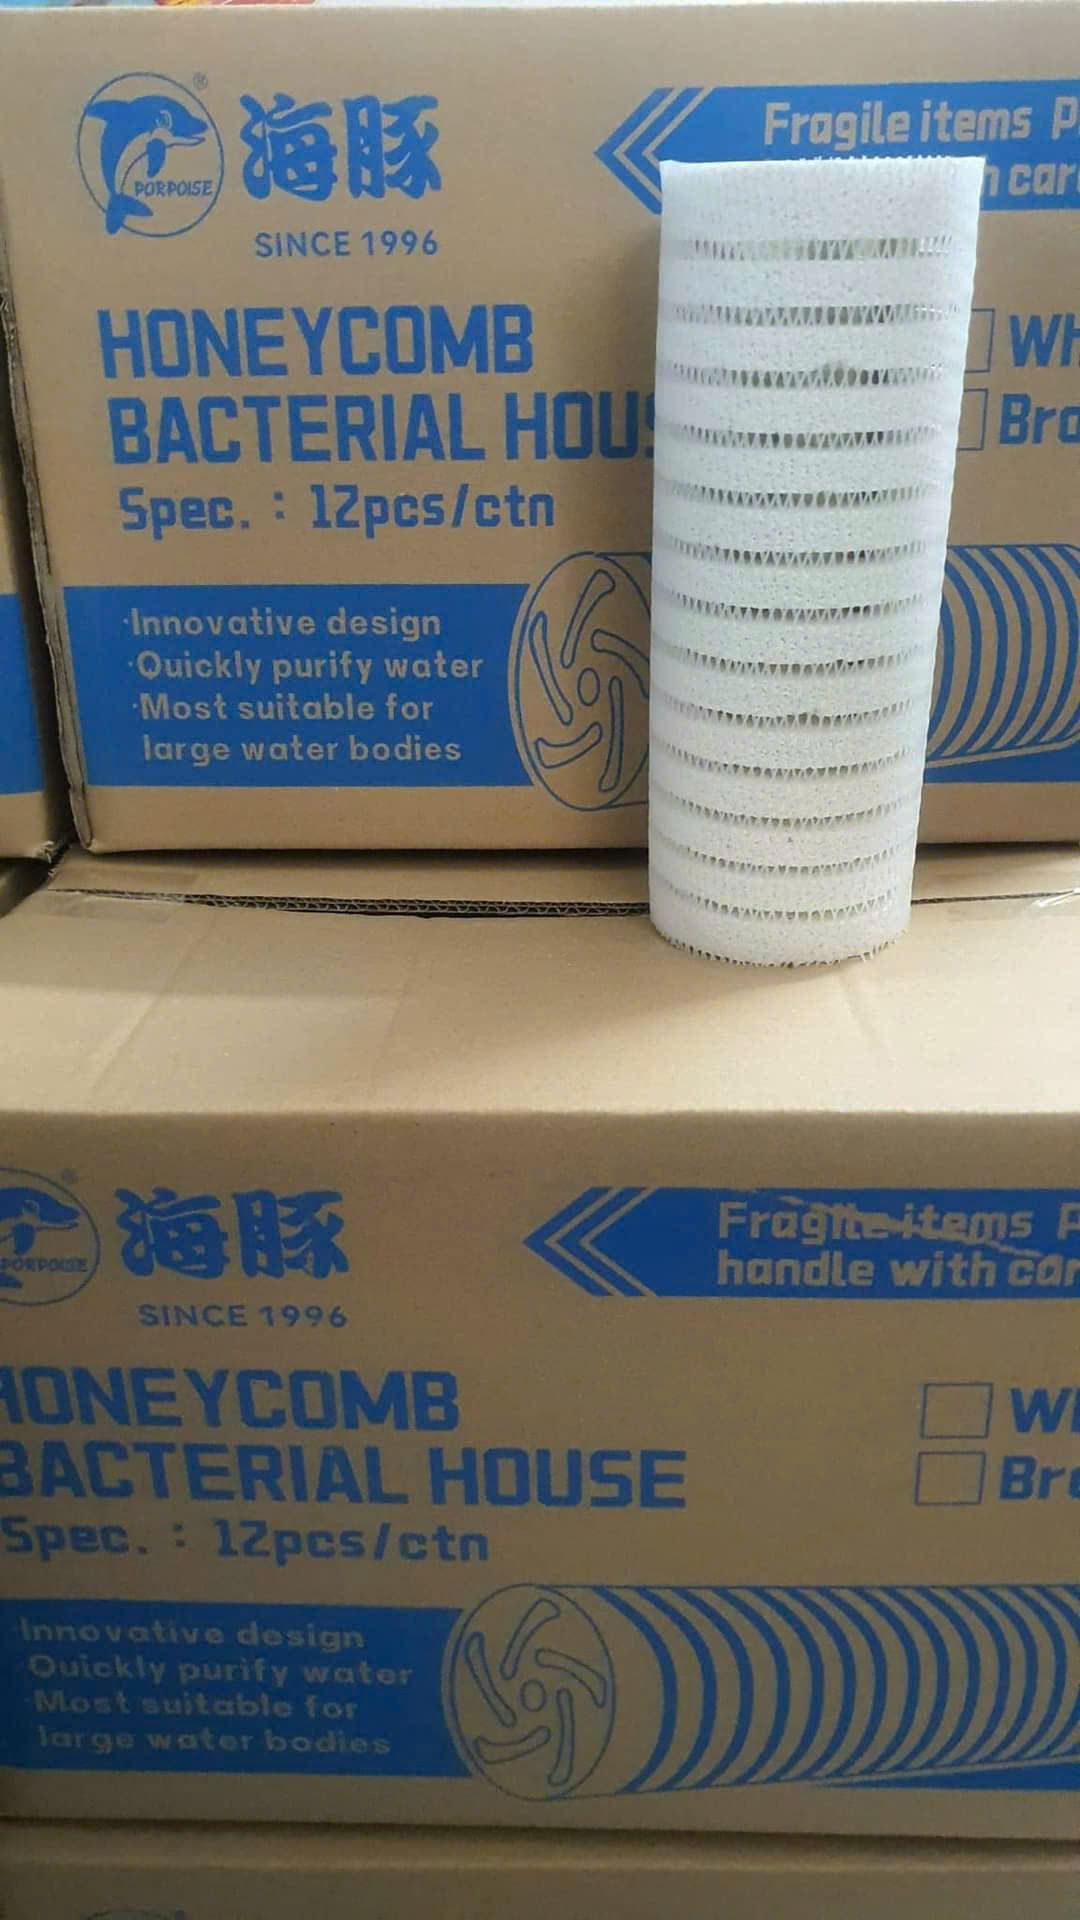 ®
PORPOISE
海豚
SINCE 1996
Fragile items
HONEYCOMB
BACTERIAL
Spec. : 12pcs/ctn
·Innovative design
·Quickly purify water
·Most suitable for
large water bodies
PORPOISE
海豚
SINCE 1996
Fragile items
handle with
HONEYCOMB
BACTERIAL HOUSE
Spec. : 12pcs/ctn
·Innovative design
Quickly purify water
·Most suitable for
large water bodies